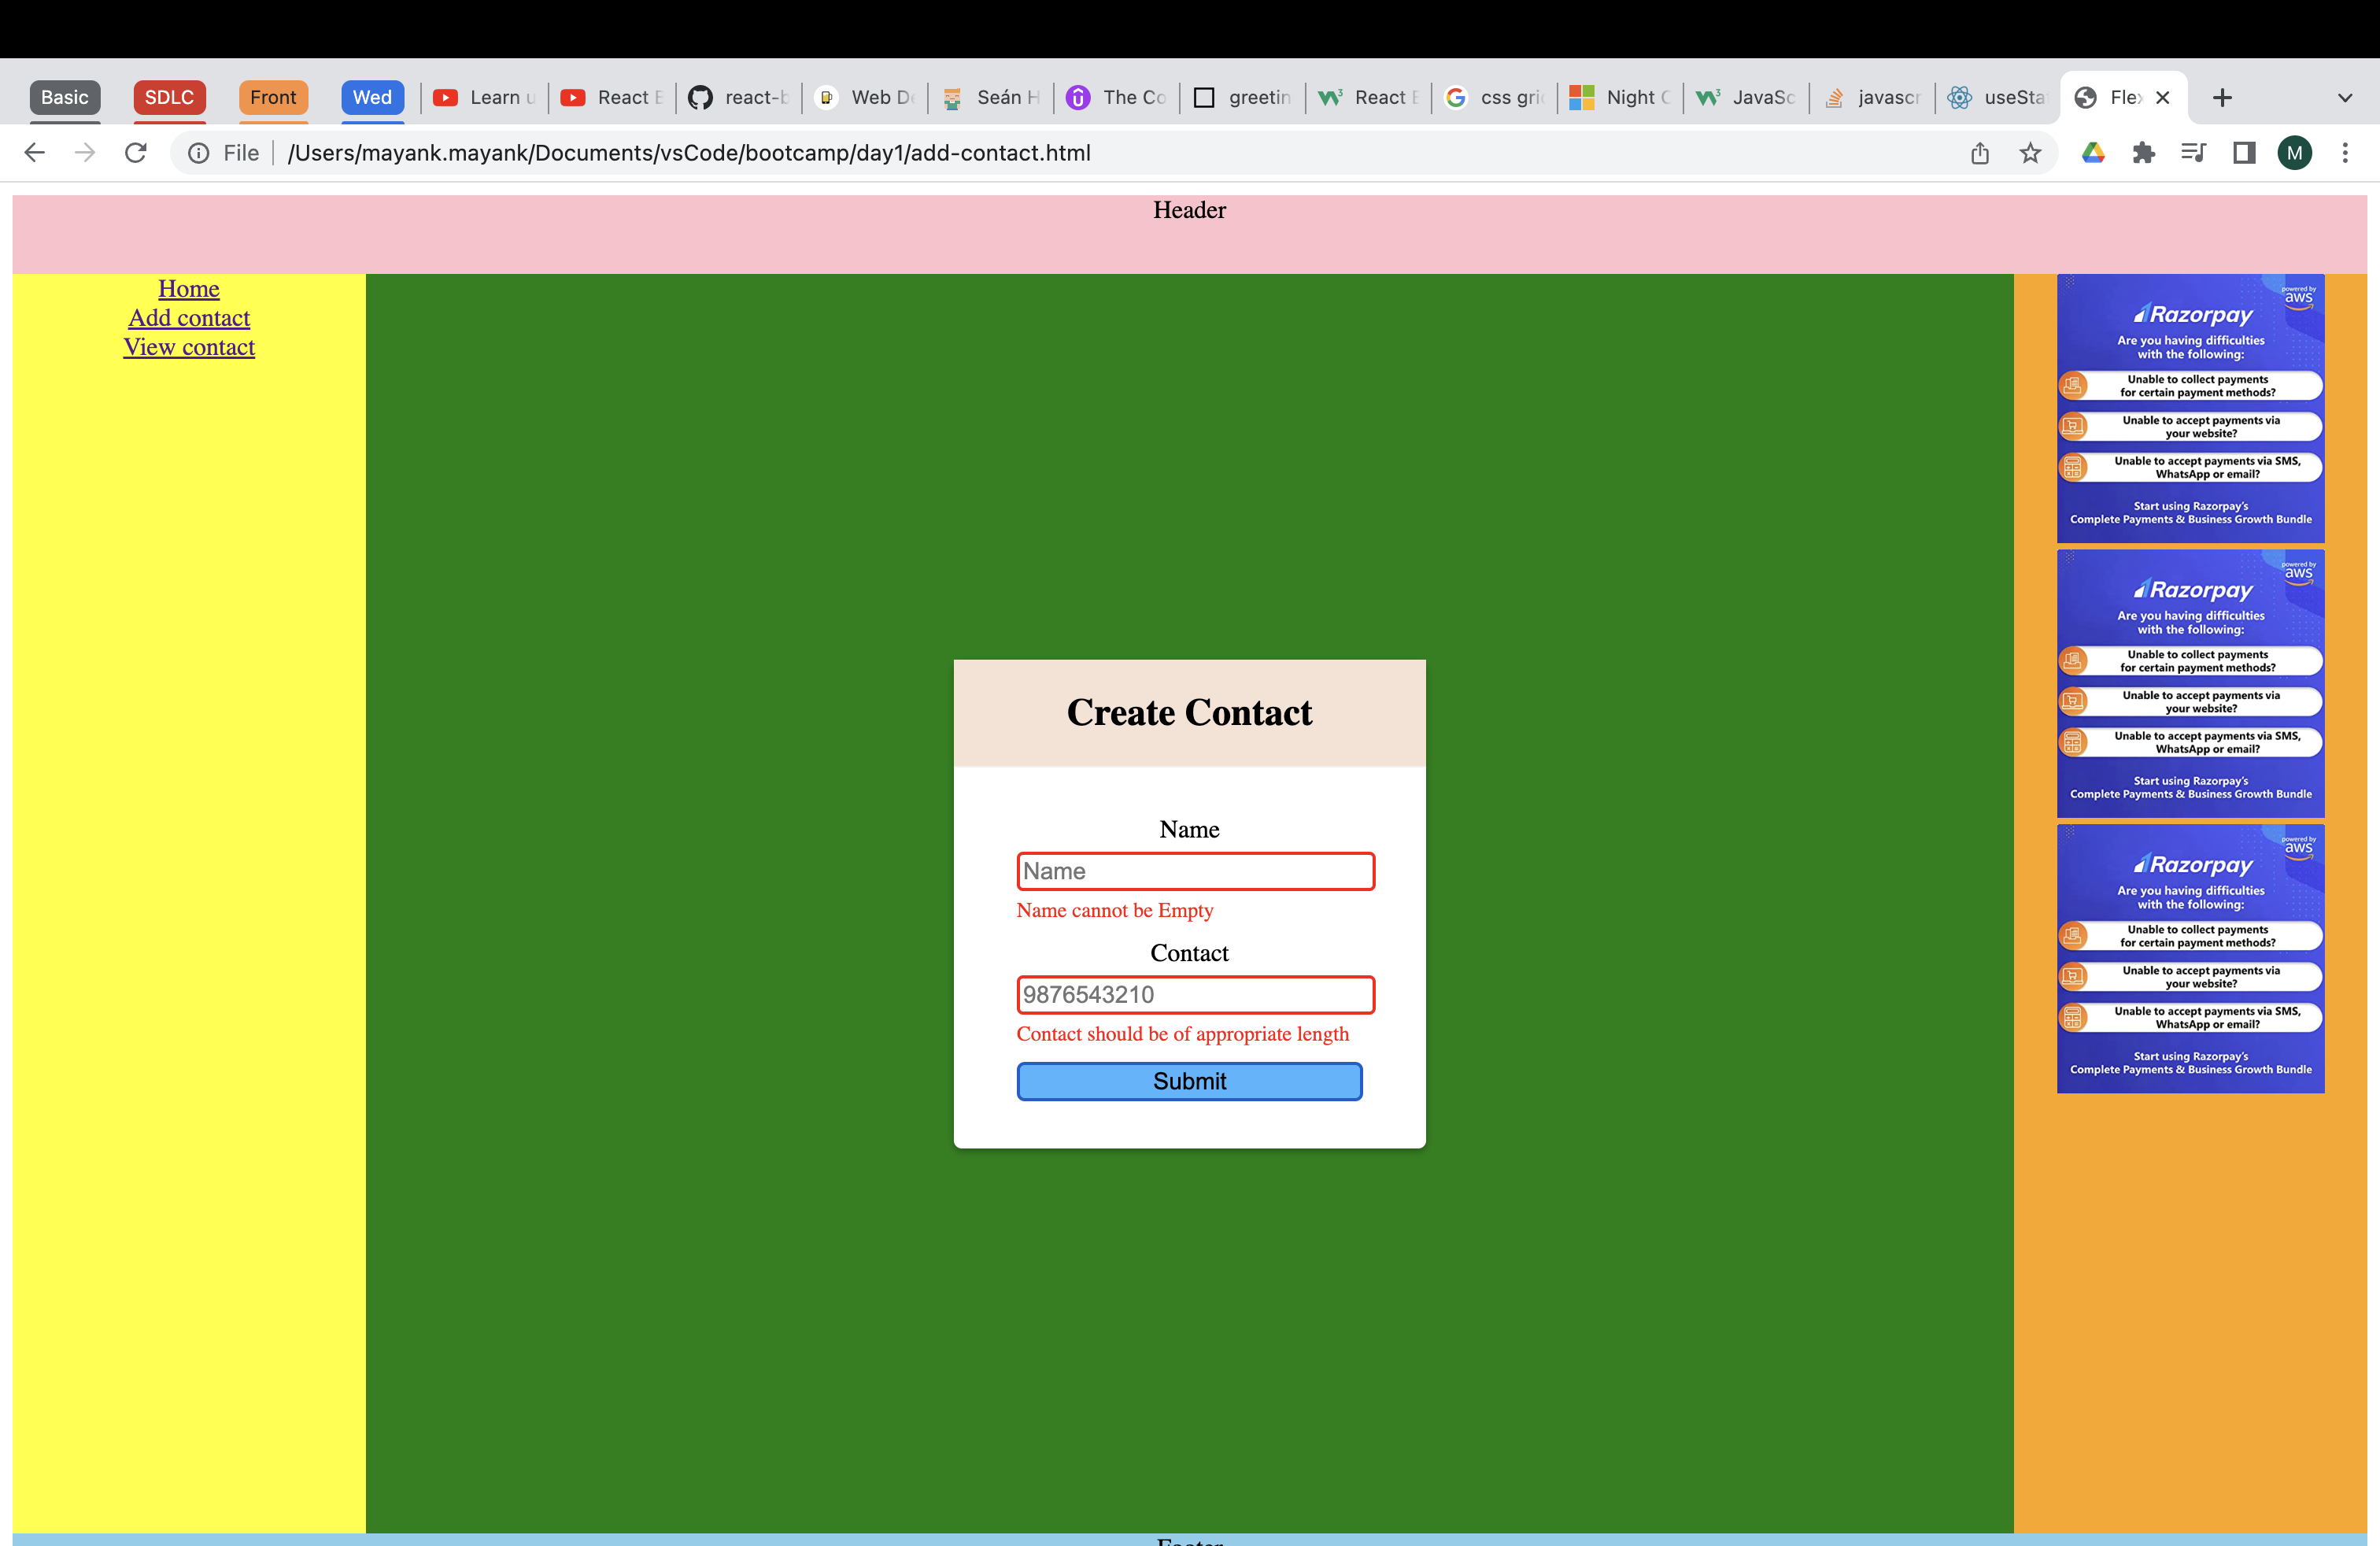 Basic SDLC Front Wed Learn React react- Web Seán The greetin React css Night JavaSc javascr useSta
File /Users/mayank.mayank/Documents/vsCode/bootcamp/day1/add-contact.html M
Header
Home
Add contact
View contact
Create Contact
Name
Name
Name cannot be Empty
Contact
9876543210
Contact should be of appropriate length
Submit
powered by
aws
Razorpay
Are you having difficulties
with the following:
Unable to collect payments
for certain payment methods?
Unable to accept payments via
your website?
Unable to accept payments via SMS,
WhatsApp or email?
Start using Razorpay's
Complete Payments & Business Growth Bundle
powered by
aws
Razorpay
Are you having difficulties
with the following:
Unable to collect payments
for certain payment methods?
Unable to accept payments via
your website?
Unable to accept payments via SMS,
WhatsApp or email?
Start using Razorpay's
Complete Payments & Business Growth Bundle
powered by
aws
Razorpay
Are you having difficulties
with the following:
Unable to collect payments
for certain payment methods?
Unable to accept payments via
your website?
Unable to accept payments via SMS,
WhatsApp or email?
Start using Razorpay's
Complete Payments & Business Growth Bundle
Footer